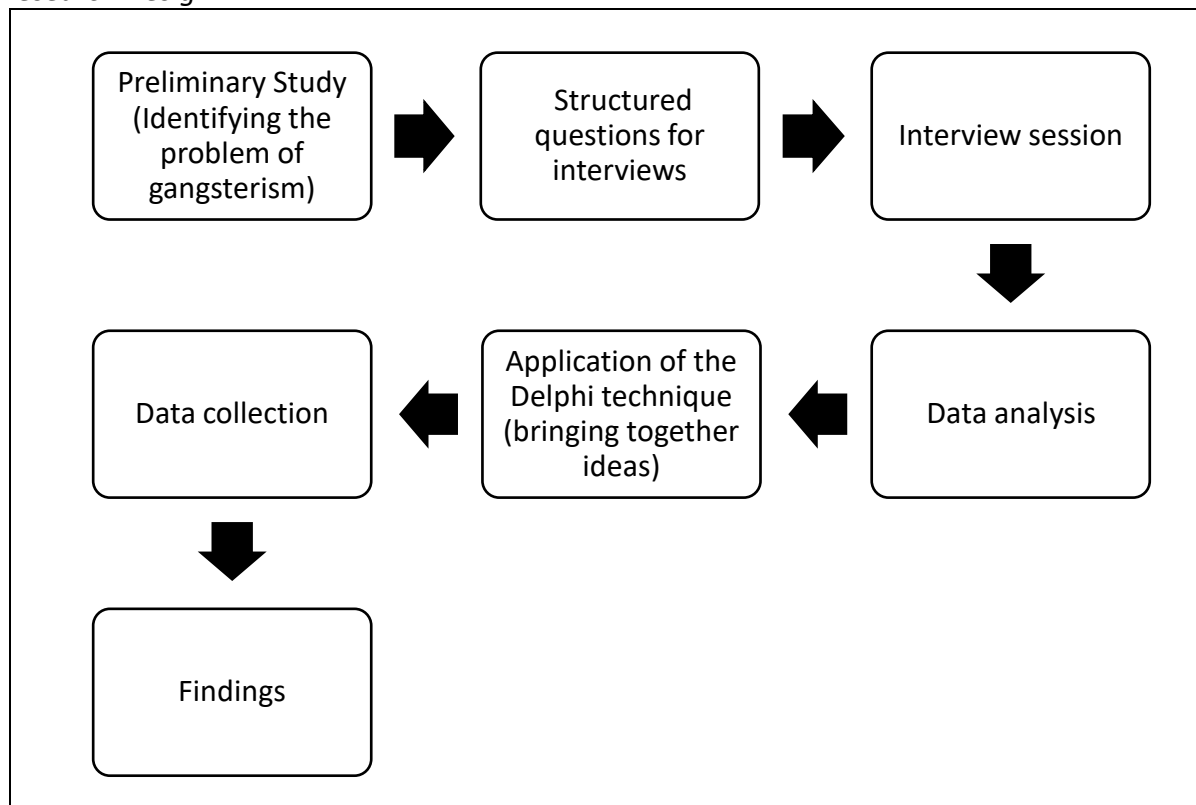 Preliminary Study
(Identifying the
problem of
gangsterism)
Structured
questions for
interviews
Interview session
Data analysis
Application of the
Delphi technique
(bringing together
ideas)
Data collection
Findings